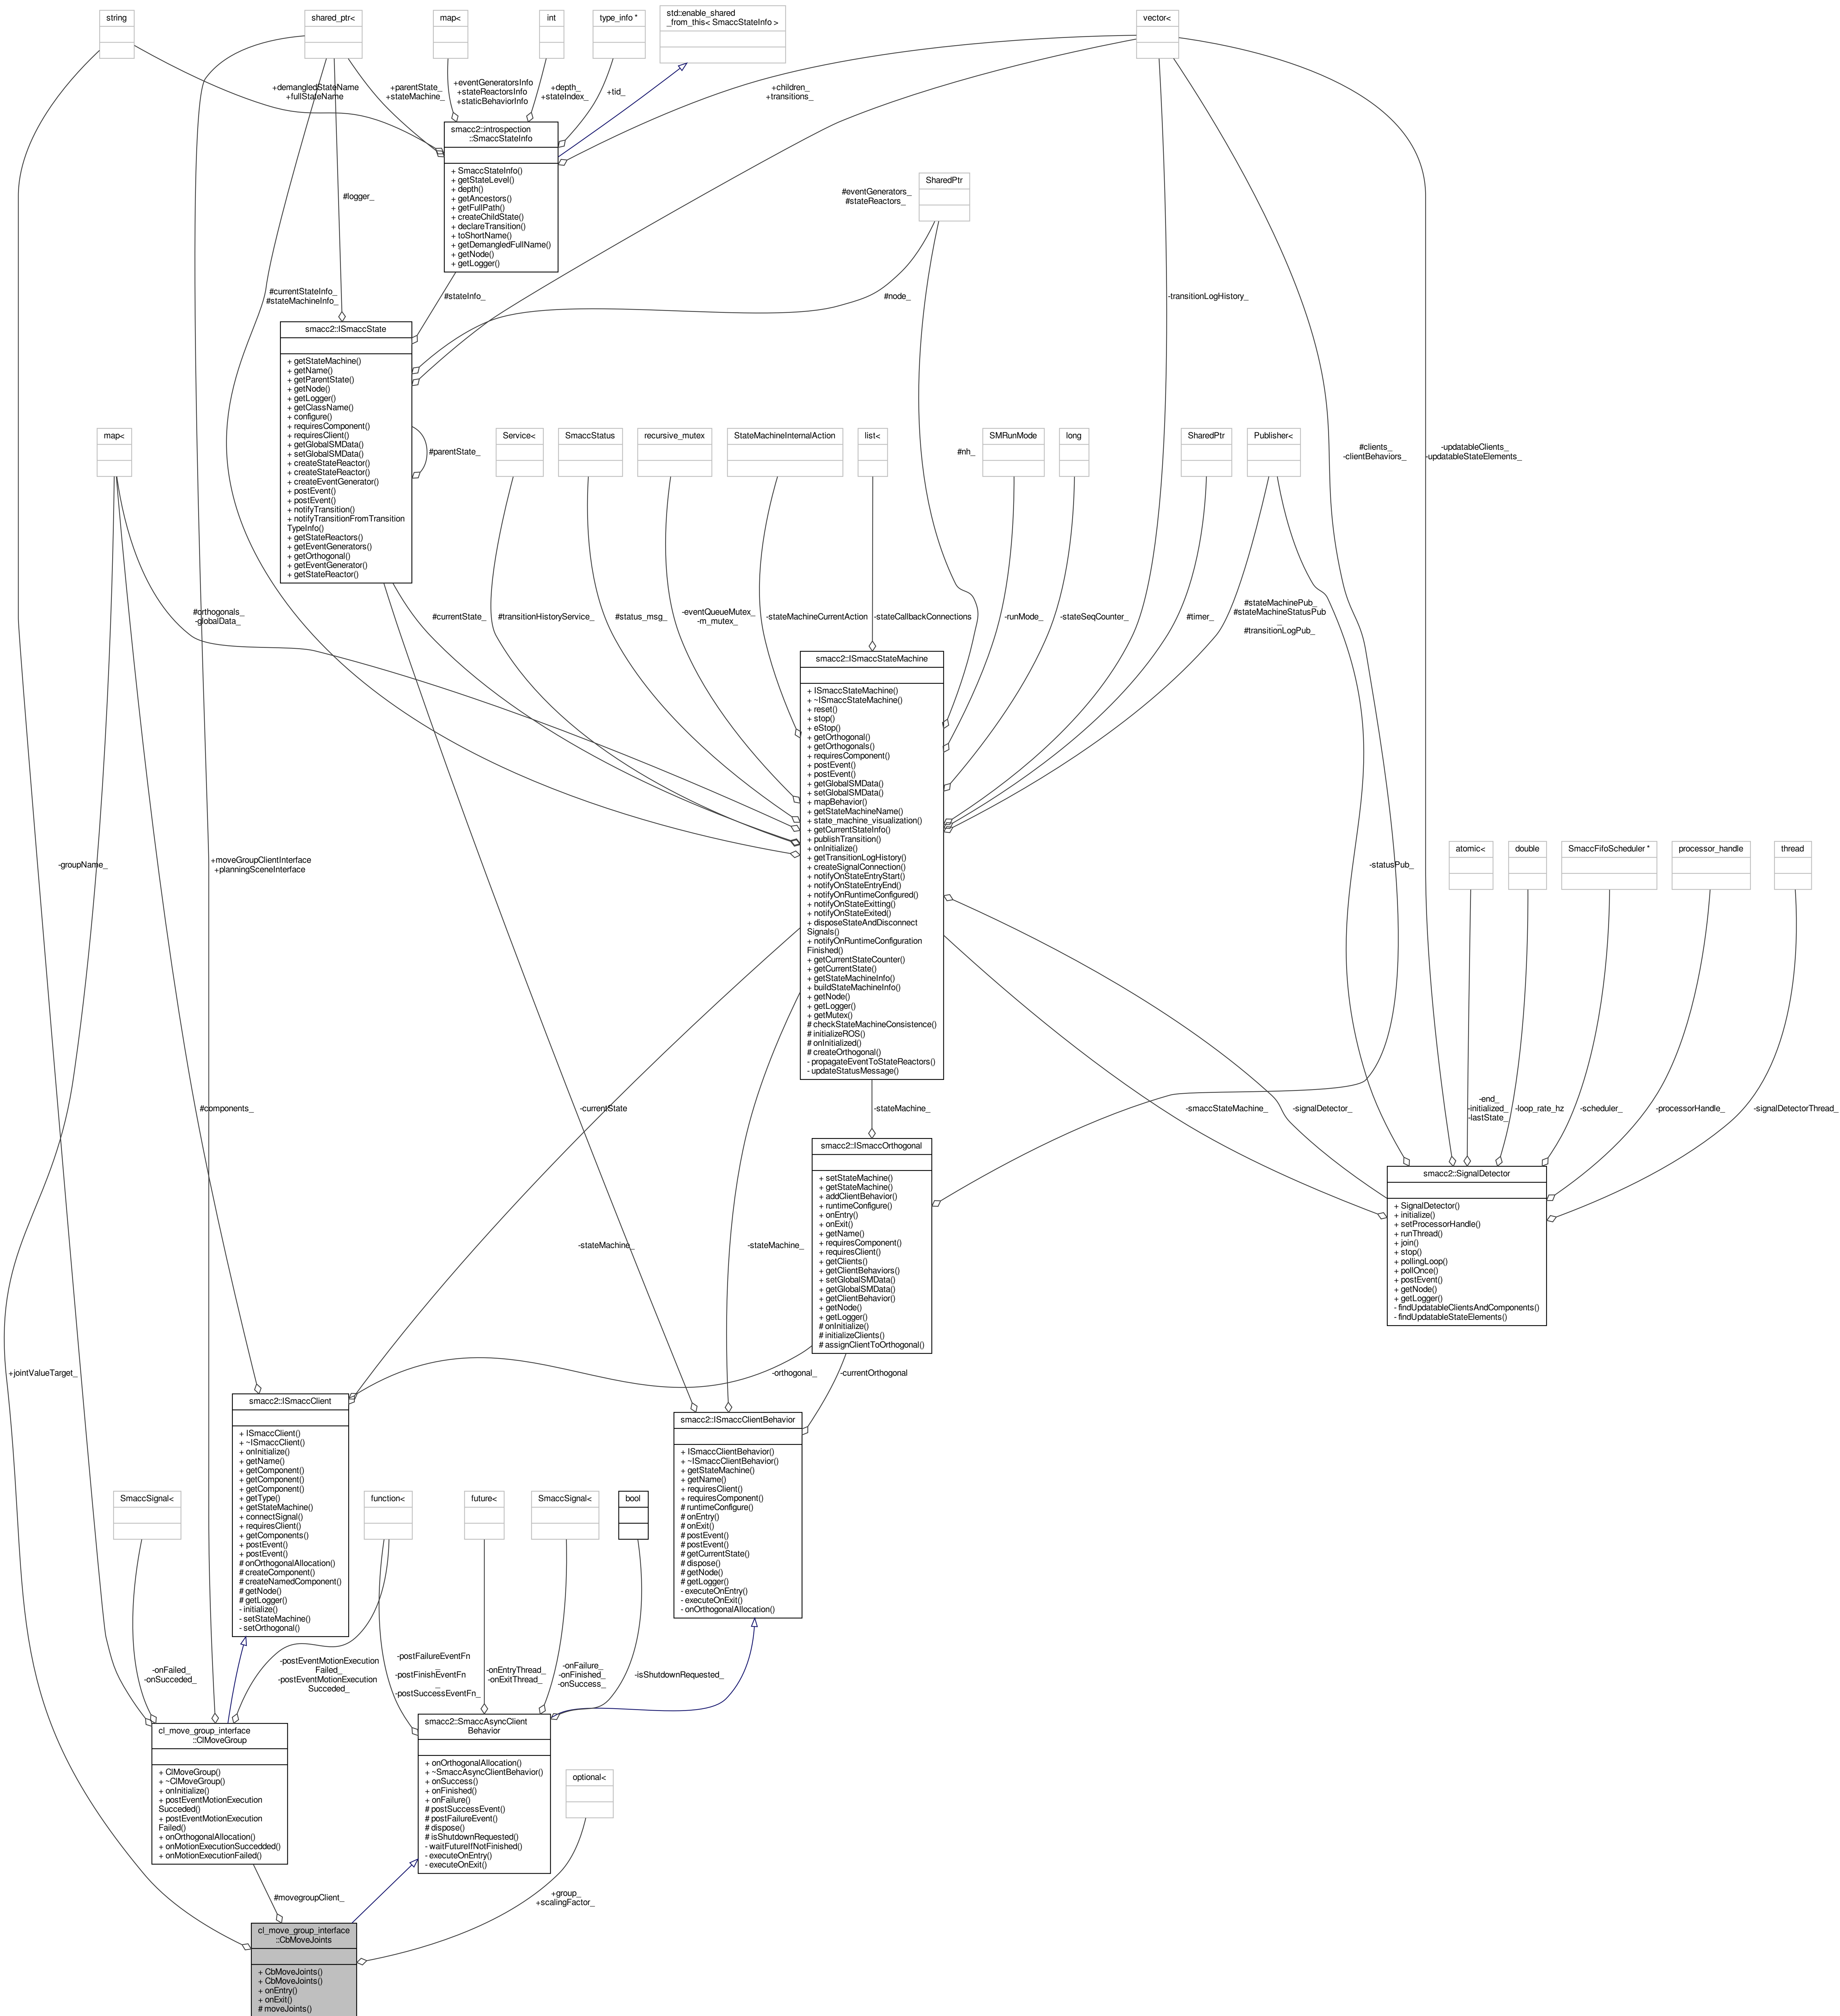 string
shared_ptr<
map<
int
type_info *
std::enable_shared
_from_this< SmaccStateInfo >
vector<
+demangledStateName
+fullStateName
+parentState_
+stateMachine_
+eventGeneratorsInfo
+stateReactorsInfo
+staticBehaviorInfo
+depth_
+stateIndex_
+tid_
+children_
+transitions_
smacc2::introspection
::SmaccStateInfo
+ SmaccStateInfo()
+ getStateLevel()
+ depth()
+ getAncestors()
+ getFullPath()
+ createChildState()
+ declareTransition()
+ toShortName()
+ getDemangledFullName()
+ getNode()
+ getLogger()
SharedPtr
#eventGenerators_
#stateReactors_
#logger_
#currentStateInfo_
#stateMachineInfo_
#stateInfo_
#node_
-transitionLogHistory_
smacc2::ISmaccState
+ getStateMachine()
+ getName()
+ getParentState()
+ getNode()
+ getLogger()
+ getClassName()
+ configure()
+ requiresComponent()
+ requiresClient()
+ getGlobalSMData()
+ setGlobalSMData()
+ createStateReactor()
+ createStateReactor()
+ createEventGenerator()
+ postEvent()
+ postEvent()
+ notifyTransition()
+ notifyTransitionFromTransition
TypeInfo()
+ getStateReactors()
+ getEventGenerators()
+ getOrthogonal()
+ getEventGenerator()
+ getStateReactor()
#parentState_
map<
Service<
SmaccStatus
recursive_mutex
StateMachineInternalAction
list<
#nh_
SMRunMode
long
SharedPtr
Publisher<
#clients_
-clientBehaviors_
-updatableClients_
-updatableStateElements_
#orthogonals_
-globalData_
#currentState_
#transitionHistoryService_
#status_msg_
-eventQueueMutex_
-m_mutex_
-stateMachineCurrentAction
-stateCallbackConnections
-runMode_
-stateSeqCounter_
#timer_
#stateMachinePub_
#stateMachineStatusPub
_
#transitionLogPub_
smacc2::ISmaccStateMachine
+ ISmaccStateMachine()
+ ~ISmaccStateMachine()
+ reset()
+ stop()
+ eStop()
+ getOrthogonal()
+ getOrthogonals()
+ requiresComponent()
+ postEvent()
+ postEvent()
+ getGlobalSMData()
+ setGlobalSMData()
+ mapBehavior()
+ getStateMachineName()
+ state_machine_visualization()
+ getCurrentStateInfo()
+ publishTransition()
+ onInitialize()
+ getTransitionLogHistory()
+ createSignalConnection()
+ notifyOnStateEntryStart()
+ notifyOnStateEntryEnd()
+ notifyOnRuntimeConfigured()
+ notifyOnStateExitting()
+ notifyOnStateExited()
+ disposeStateAndDisconnect
Signals()
+ notifyOnRuntimeConfiguration
Finished()
+ getCurrentStateCounter()
+ getCurrentState()
+ getStateMachineInfo()
+ buildStateMachineInfo()
+ getNode()
+ getLogger()
+ getMutex()
# checkStateMachineConsistence()
# initializeROS()
# onInitialized()
# createOrthogonal()
- propagateEventToStateReactors()
- updateStatusMessage()
-groupName_
+moveGroupClientInterface
+planningSceneInterface
-statusPub_
atomic<
double
SmaccFifoScheduler *
processor_handle
thread
#components_
-currentState
-stateMachine_
-smaccStateMachine_
-signalDetector_
-end_
-initialized_
-lastState_
-loop_rate_hz
-scheduler_
-processorHandle_
-signalDetectorThread_
smacc2::ISmaccOrthogonal
+ setStateMachine()
+ getStateMachine()
+ addClientBehavior()
+ runtimeConfigure()
+ onEntry()
+ onExit()
+ getName()
+ requiresComponent()
+ requiresClient()
+ getClients()
+ getClientBehaviors()
+ setGlobalSMData()
+ getGlobalSMData()
+ getClientBehavior()
+ getNode()
+ getLogger()
# onInitialize()
# initializeClients()
# assignClientToOrthogonal()
smacc2::SignalDetector
+ SignalDetector()
+ initialize()
+ setProcessorHandle()
+ runThread()
+ join()
+ stop()
+ pollingLoop()
+ pollOnce()
+ postEvent()
+ getNode()
+ getLogger()
- findUpdatableClientsAndComponents()
- findUpdatableStateElements()
-stateMachine_
-stateMachine_
+jointValueTarget_
-orthogonal_
-currentOrthogonal
smacc2::ISmaccClient
+ ISmaccClient()
+ ~ISmaccClient()
+ onInitialize()
+ getName()
+ getComponent()
+ getComponent()
+ getComponent()
+ getType()
+ getStateMachine()
+ connectSignal()
+ requiresClient()
+ getComponents()
+ postEvent()
+ postEvent()
# onOrthogonalAllocation()
# createComponent()
# createNamedComponent()
# getNode()
# getLogger()
- initialize()
- setStateMachine()
- setOrthogonal()
smacc2::ISmaccClientBehavior
+ ISmaccClientBehavior()
+ ~ISmaccClientBehavior()
+ getStateMachine()
+ getName()
+ requiresClient()
+ requiresComponent()
# runtimeConfigure()
# onEntry()
# onExit()
# postEvent()
# postEvent()
# getCurrentState()
# dispose()
# getNode()
# getLogger()
- executeOnEntry()
- executeOnExit()
- onOrthogonalAllocation()
SmaccSignal<
function<
future<
SmaccSignal<
bool
-onFailed_
-onSucceded_
-postEventMotionExecution
Failed_
-postEventMotionExecution
Succeded_
-postFailureEventFn
_
-postFinishEventFn
_
-postSuccessEventFn_
-onEntryThread_
-onExitThread_
-onFailure_
-onFinished_
-onSuccess_
-isShutdownRequested_
cl_move_group_interface
::ClMoveGroup
+ ClMoveGroup()
+ ~ClMoveGroup()
+ onInitialize()
+ postEventMotionExecution
Succeded()
+ postEventMotionExecution
Failed()
+ onOrthogonalAllocation()
+ onMotionExecutionSuccedded()
+ onMotionExecutionFailed()
smacc2::SmaccAsyncClient
Behavior
+ onOrthogonalAllocation()
+ ~SmaccAsyncClientBehavior()
+ onSuccess()
+ onFinished()
+ onFailure()
# postSuccessEvent()
# postFailureEvent()
# dispose()
# isShutdownRequested()
- waitFutureIfNotFinished()
- executeOnEntry()
- executeOnExit()
optional<
#movegroupClient_
+group_
+scalingFactor_
cl_move_group_interface
::CbMoveJoints
+ CbMoveJoints()
+ CbMoveJoints()
+ onEntry()
+ onExit()
# moveJoints()